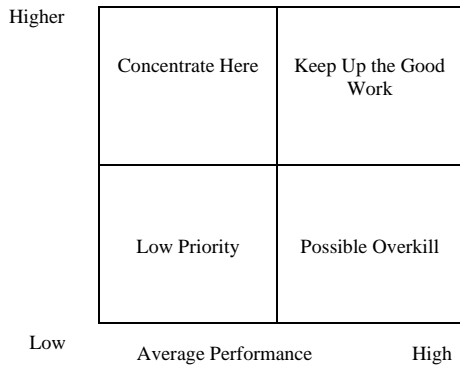 Higher
Concentrate Here
Keep Up the Good
Work
Low Priority
Possible Overkill
Low
Average Performance
High